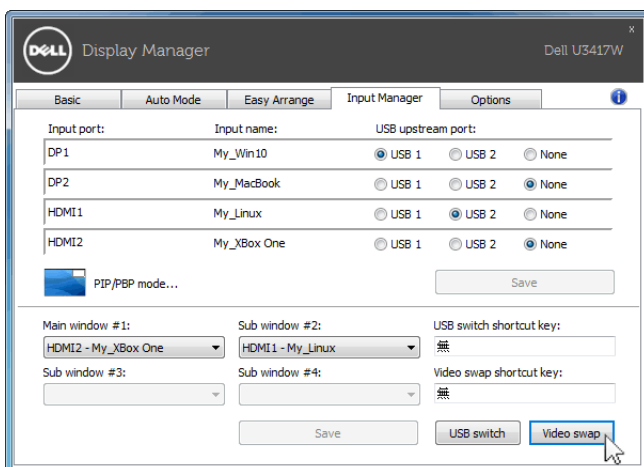 DELL Display Manager Dell U3417W
x
Basic Auto Mode Easy Arrange Input Manager Options i
Input port: Input name: USB upstream port:
DP1 My_Win10 USB 1 USB 2 None
DP2 My_MacBook USB 1 USB 2 None
HDMI1 My_Linux USB 1 USB 2 None
HDMI2 My_XBox One USB 1 USB 2 None
PIP/PBP mode... Save
Main window #1: Sub window #2: USB switch shortcut key:
HDMI2 - My_XBox One HDMI1 - My_Linux 無
Sub window #3: Sub window #4: Video swap shortcut key:
無
Save USB switch Video swap